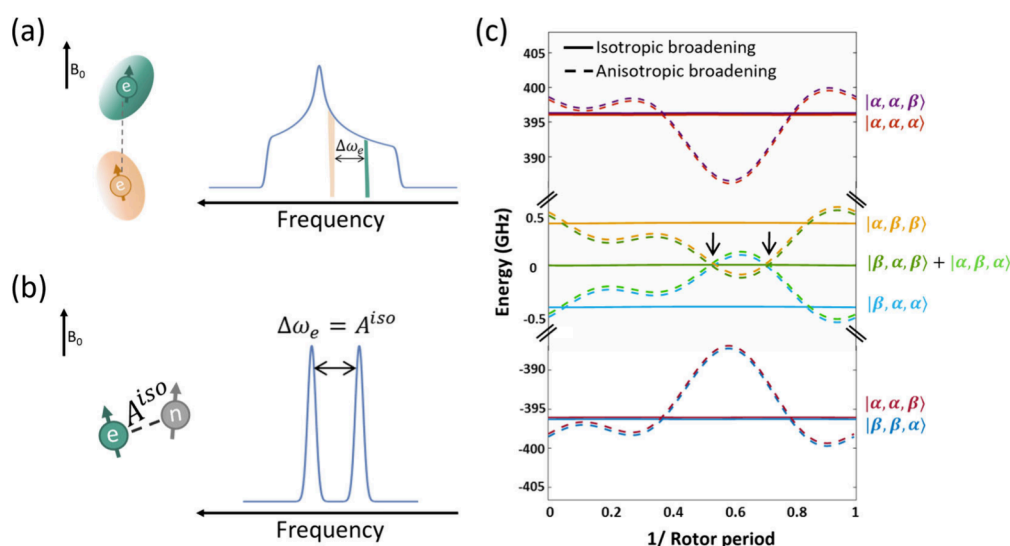 (a)
B₀
e
e
Δωₑ
Frequency
(b)
B₀
Δωₑ = Aⁱˢᵒ
Aⁱˢᵒ
e
n
Frequency
(c)
Isotropic broadening
Anisotropic broadening
Energy (GHz)
405
400
395
390
0.5
0
-0.5
-390
-395
-400
-405
0 0.2 0.4 0.6 0.8 1
1/ Rotor period
|α, α, β⟩
|α, α, α⟩
|α, β, β⟩
|β, α, β⟩ + |α, β, α⟩
|β, α, α⟩
|α, α, β⟩
|β, β, α⟩